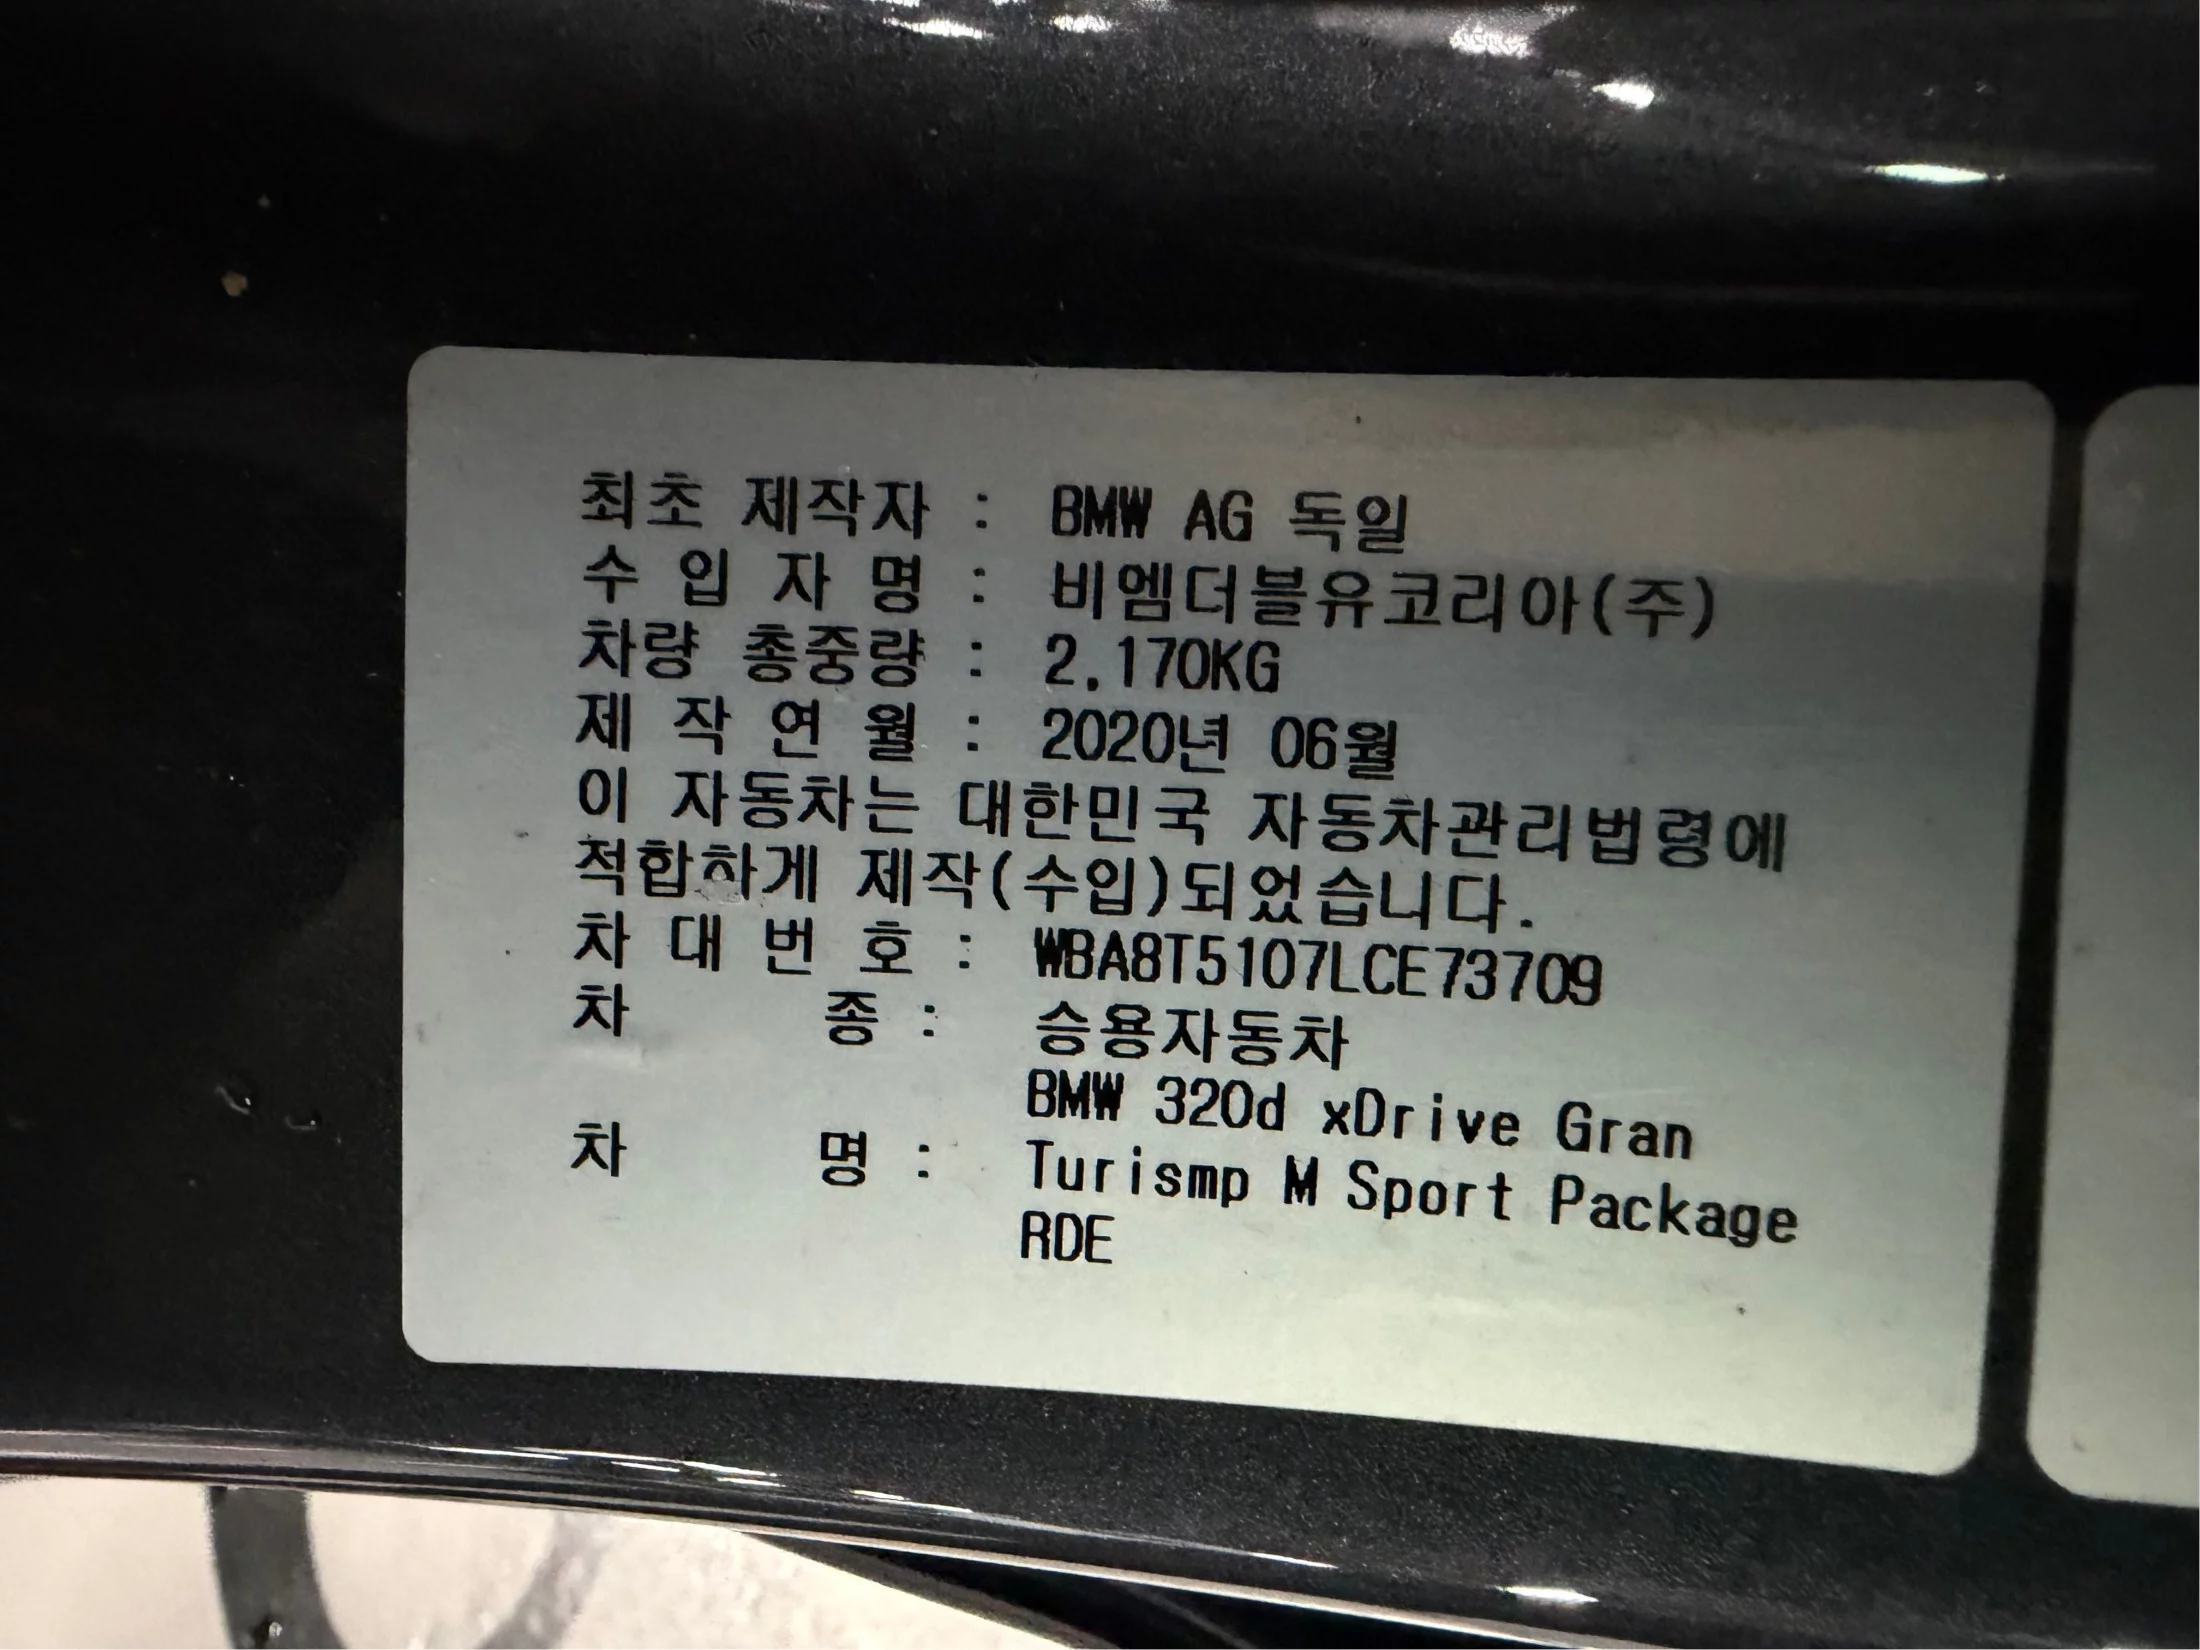 최초 제작자 : BMW AG 독일
수 입 자 명 : 비엠더블유코리아(주)
차량 총중량 : 2.170KG
제 작 연 월 : 2020년 06월
이 자동차는 대한민국 자동차관리법령에
적합하게 제작(수입)되었습니다.
차 대 번 호 : WBA8T5107LCE73709
차 종 : 승용자동차
BMW 320d xDrive Gran
차 명 : Turismp M Sport Package
RDE